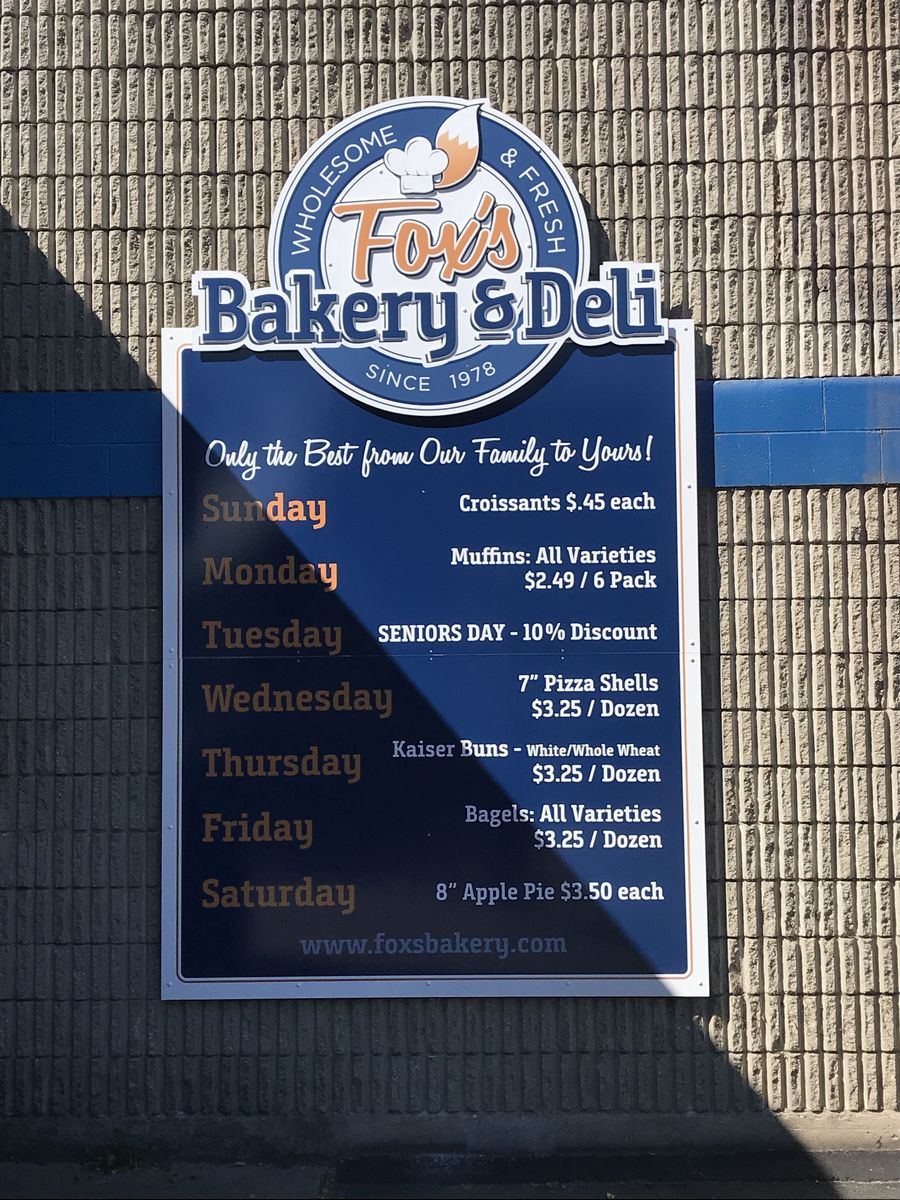 WHOLESOME & FRESH
Fox's
Bakery & Deli
SINCE 1978
Only the Best from Our Family to Yours!
Sunday Croissants $.45 each
Monday Muffins: All Varieties
$2.49 / 6 Pack
Tuesday SENIORS DAY - 10% Discount
Wednesday 7" Pizza Shells
$3.25 / Dozen
Thursday Kaiser Buns - White/Whole Wheat
$3.25 / Dozen
Friday Bagels: All Varieties
$3.25 / Dozen
Saturday 8" Apple Pie $3.50 each
www.foxsbakery.com